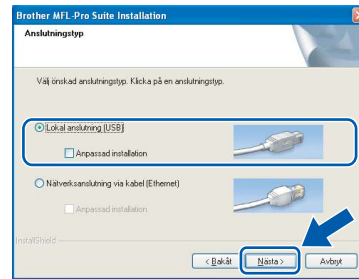 Brother MFL-Pro Suite Installation
Anslutningstyp
Välj önskad anslutningstyp. Klicka på en anslutningstyp.
Lokal anslutning (USB)
Anpassad installation
Nätverksanslutning via kabel (Ethernet)
Anpassad installation
InstallShield
< Bakåt Nästa > Avbryt